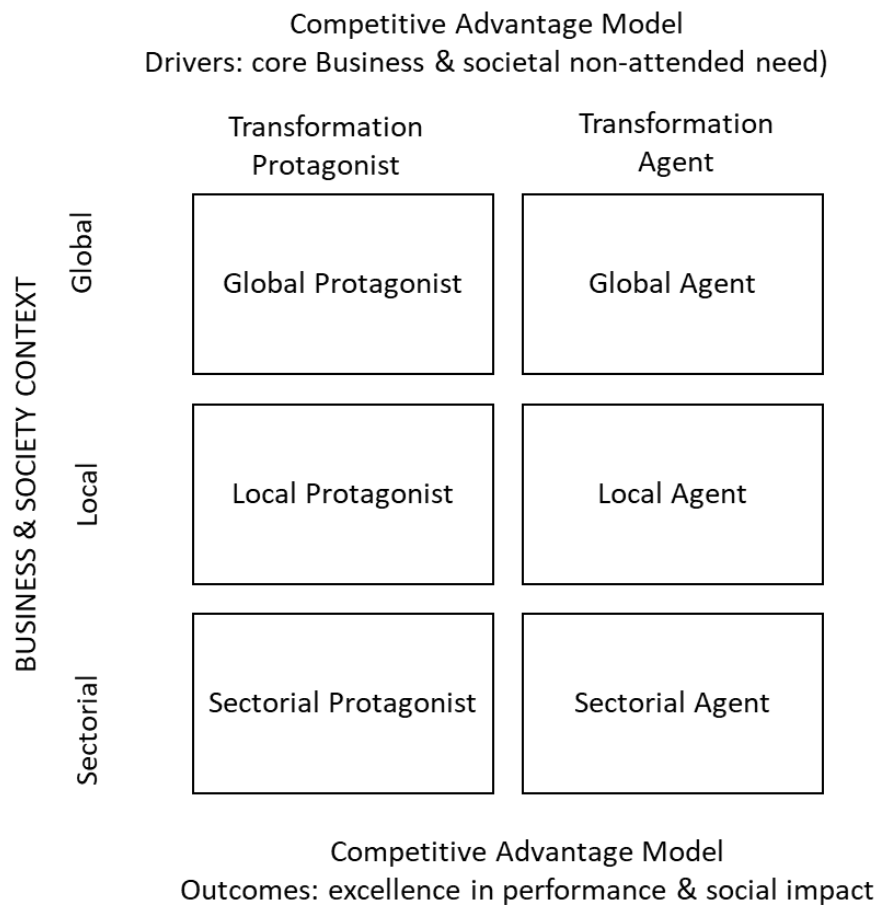 Competitive Advantage Model
Drivers: core Business & societal non-attended need)
Transformation
Protagonist
Transformation
Agent
BUSINESS & SOCIETY CONTEXT
Global
Global Protagonist
Global Agent
Local
Local Protagonist
Local Agent
Sectorial
Sectorial Protagonist
Sectorial Agent
Competitive Advantage Model
Outcomes: excellence in performance & social impact